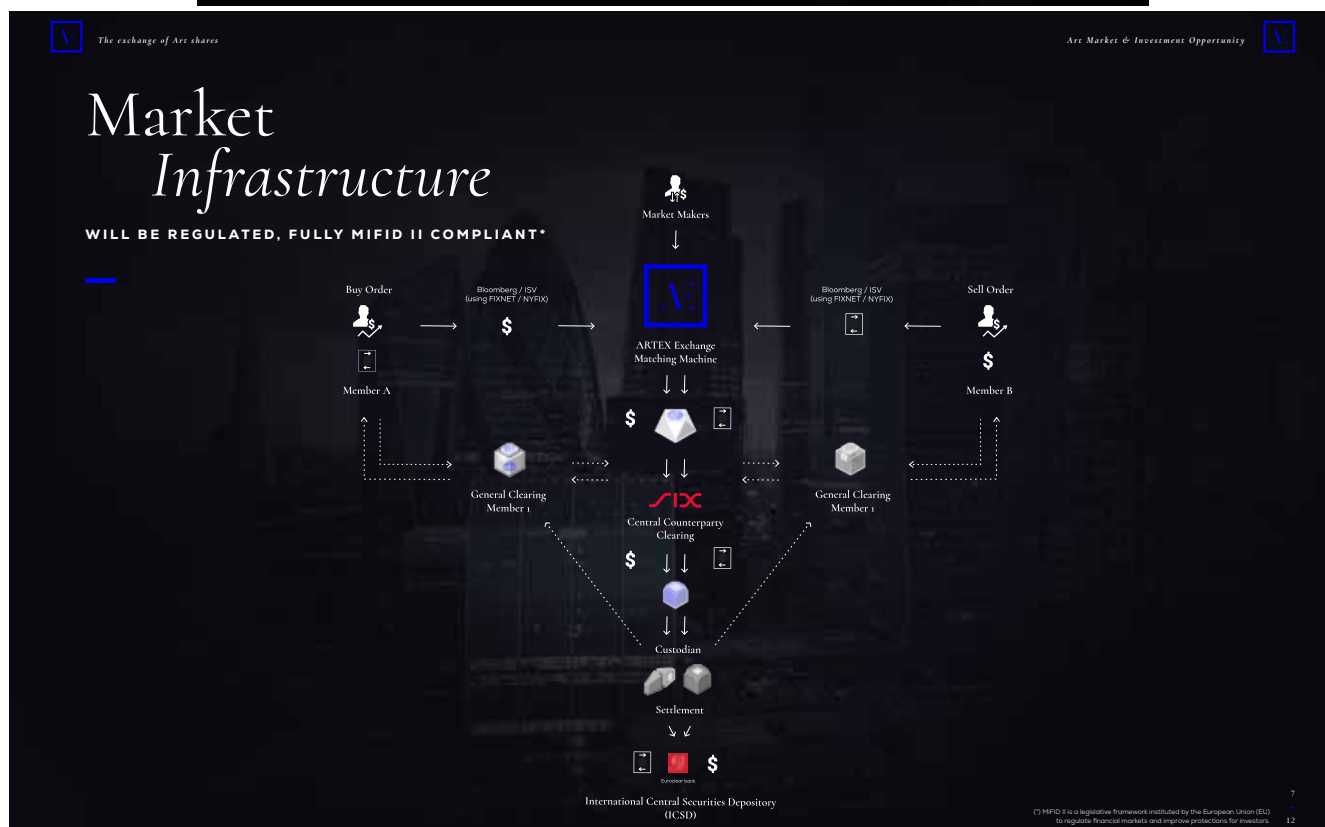 The exchange of Art shares
Art Market & Investment Opportunity
Market
Infrastructure
WILL BE REGULATED, FULLY MIFID II COMPLIANT*
Market Makers
Buy Order
Bloomberg / ISV
(using FIXNET / NYFIX)
Bloomberg / ISV
(using FIXNET / NYFIX)
Sell Order
$
$
ARTEX Exchange
Matching Machine
Member A
Member B
$
General Clearing
Member 1
General Clearing
Member 1
SIX
Central Counterparty
Clearing
$
Custodian
Settlement
$
Euroclear bank
International Central Securities Depository
(ICSD)
7
12
(*) MiFID II is a legislative framework instituted by the European Union (EU)
to regulate financial markets and improve protections for investors.